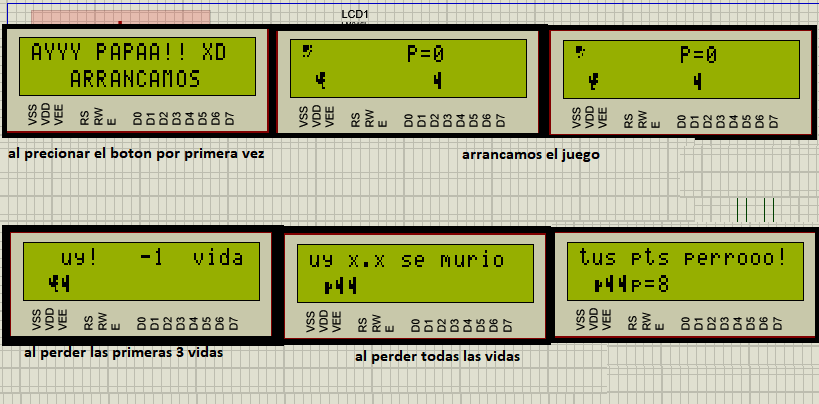 LCD1
AYYY PAPAA!! XD
ARRANCAMOS
VSS VDD VEE RS RW E D0 D1 D2 D3 D4 D5 D6 D7
P=0
VSS VDD VEE RS RW E D0 D1 D2 D3 D4 D5 D6 D7
P=0
VSS VDD VEE RS RW E D0 D1 D2 D3 D4 D5 D6 D7
al precionar el boton por primera vez
arrancamos el juego
uy! -1 vida
VSS VDD VEE RS RW E D0 D1 D2 D3 D4 D5 D6 D7
uy x.x se murio
VSS VDD VEE RS RW E D0 D1 D2 D3 D4 D5 D6 D7
tus pts perrooo!
p=8
VSS VDD VEE RS RW E D0 D1 D2 D3 D4 D5 D6 D7
al perder las primeras 3 vidas
al perder todas las vidas